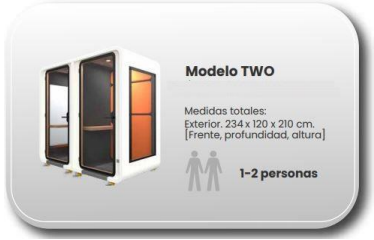 Modelo TWO
Medidas totales:
Exterior. 234 x 120 x 210 cm.
[Frente, profundidad, altura]
1-2 personas